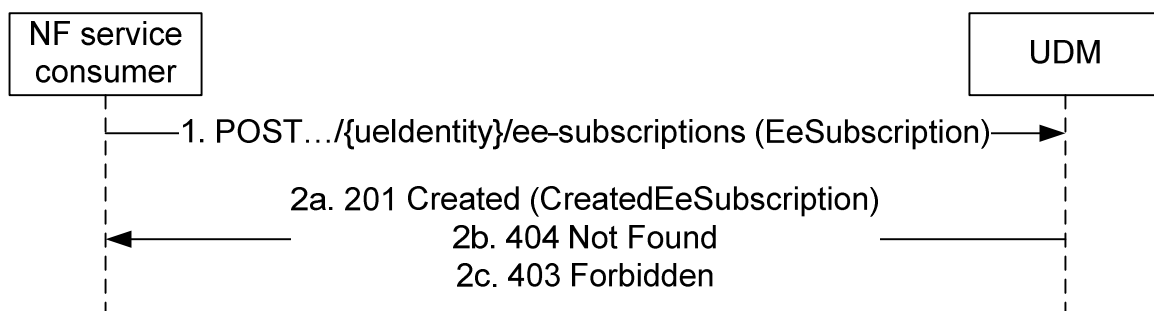 NF service
consumer
UDM
1. POST…/{ueIdentity}/ee-subscriptions (EeSubscription)
2a. 201 Created (CreatedEeSubscription)
2b. 404 Not Found
2c. 403 Forbidden